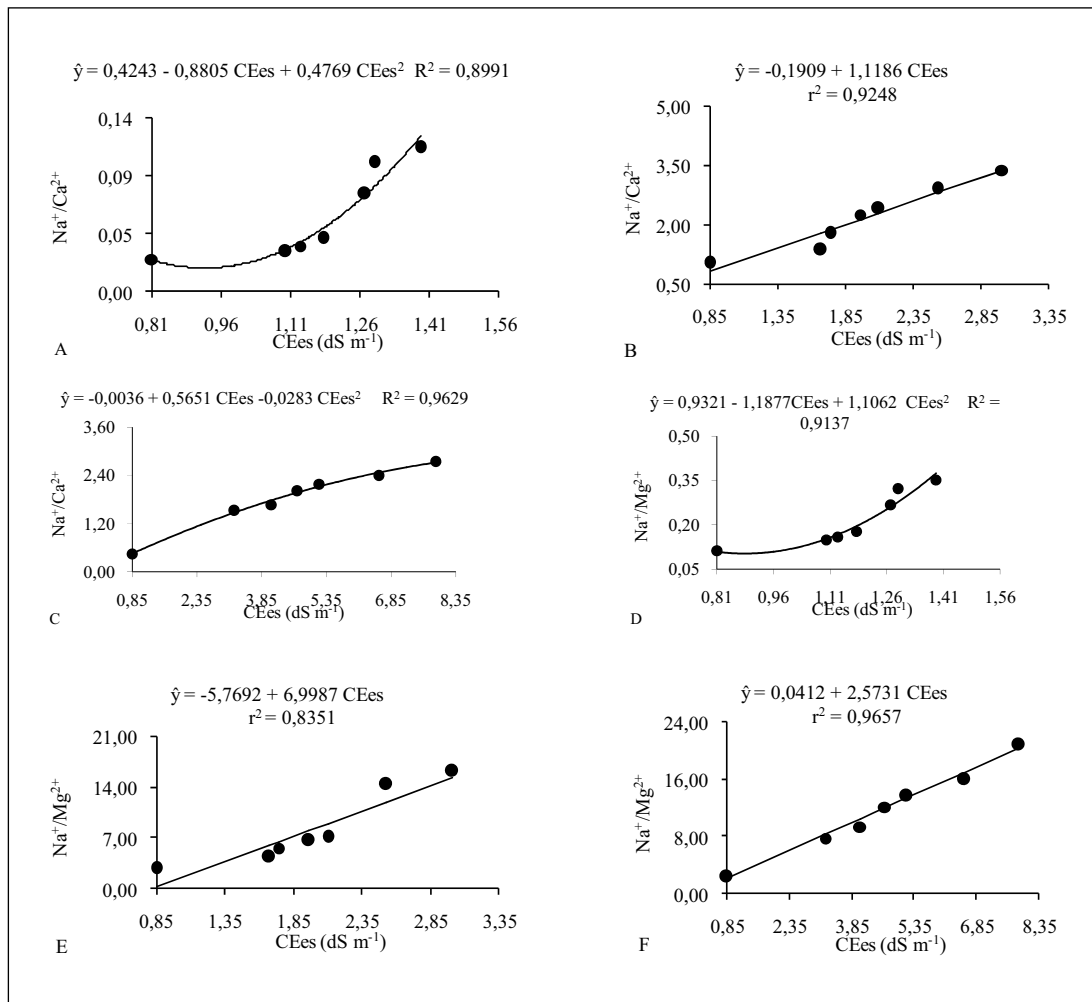 ŷ = 0,4243 - 0,8805 CEes + 0,4769 CEes² R² = 0,8991
0,14
0,09
0,05
0,00
Na⁺/Ca²⁺
0,81 0,96 1,11 1,26 1,41 1,56
CEes (dS m⁻¹)
A
ŷ = -0,1909 + 1,1186 CEes
r² = 0,9248
5,00
3,50
2,00
0,50
Na⁺/Ca²⁺
0,85 1,35 1,85 2,35 2,85 3,35
CEes (dS m⁻¹)
B
ŷ = -0,0036 + 0,5651 CEes -0,0283 CEes² R² = 0,9629
3,60
2,40
1,20
0,00
Na⁺/Ca²⁺
0,85 2,35 3,85 5,35 6,85 8,35
CEes (dS m⁻¹)
C
ŷ = 0,9321 - 1,1877CEes + 1,1062 CEes² R² =
0,9137
0,50
0,35
0,20
0,05
Na⁺/Mg²⁺
0,81 0,96 1,11 1,26 1,41 1,56
CEes (dS m⁻¹)
D
ŷ = -5,7692 + 6,9987 CEes
r² = 0,8351
21,00
14,00
7,00
0,00
Na⁺/Mg²⁺
0,85 1,35 1,85 2,35 2,85 3,35
CEes (dS m⁻¹)
E
ŷ = 0,0412 + 2,5731 CEes
r² = 0,9657
24,00
16,00
8,00
0,00
Na⁺/Mg²⁺
0,85 2,35 3,85 5,35 6,85 8,35
CEes (dS m⁻¹)
F